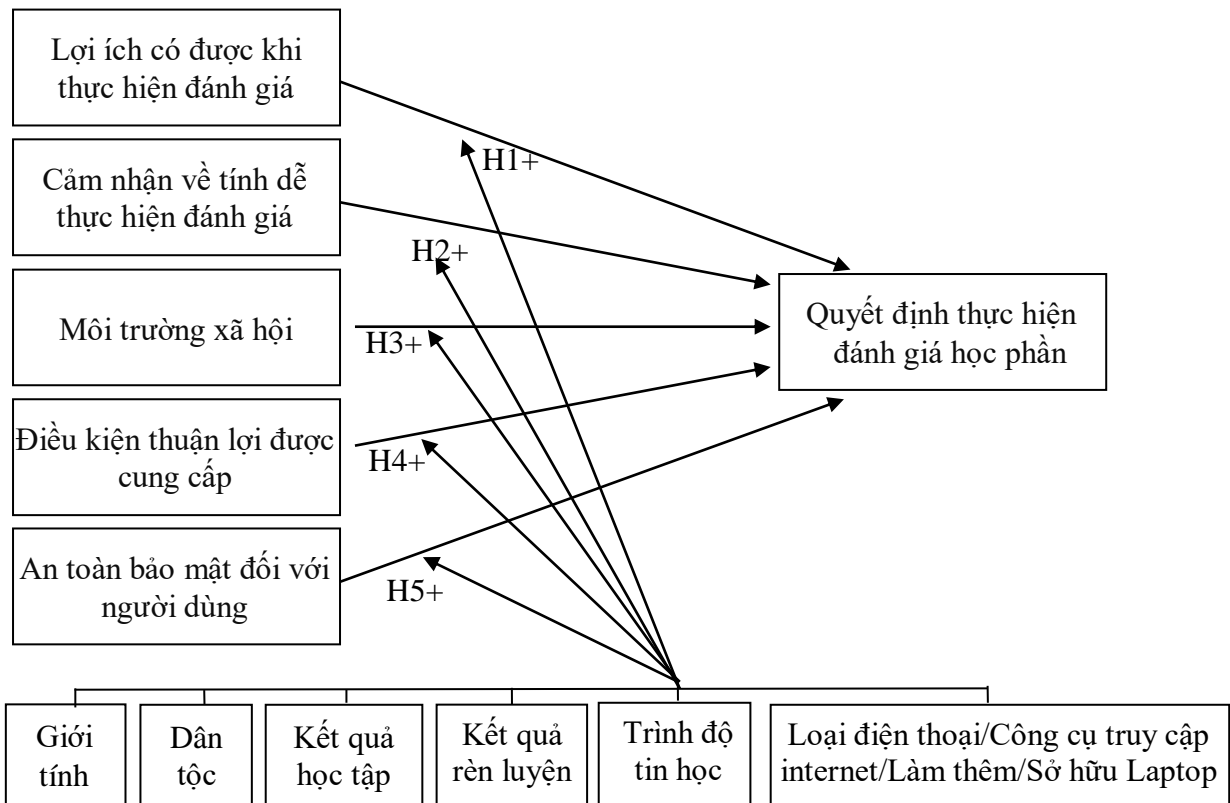 Lợi ích có được khi
thực hiện đánh giá
H1+
Cảm nhận về tính dễ
thực hiện đánh giá
H2+
Môi trường xã hội
H3+
Quyết định thực hiện
đánh giá học phần
Điều kiện thuận lợi được
cung cấp
H4+
An toàn bảo mật đối với
người dùng
H5+
Giới
tính
Dân
tộc
Kết quả
học tập
Kết quả
rèn luyện
Trình độ
tin học
Loại điện thoại/Công cụ truy cập
internet/Làm thêm/Sở hữu Laptop